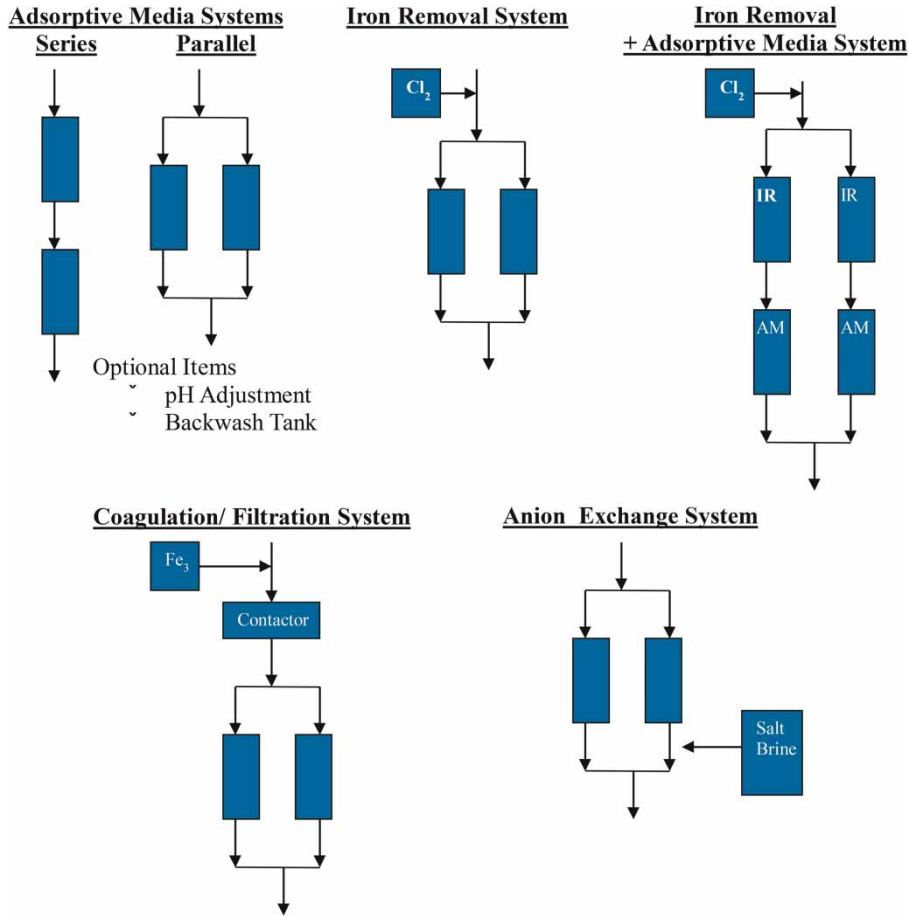 Adsorptive Media Systems
Series
Parallel
Optional Items
ˇ pH Adjustment
ˇ Backwash Tank
Iron Removal System
Cl₂
Iron Removal
+ Adsorptive Media System
Cl₂
IR
IR
AM
AM
Coagulation/ Filtration System
Fe₃
Contactor
Anion Exchange System
Salt
Brine